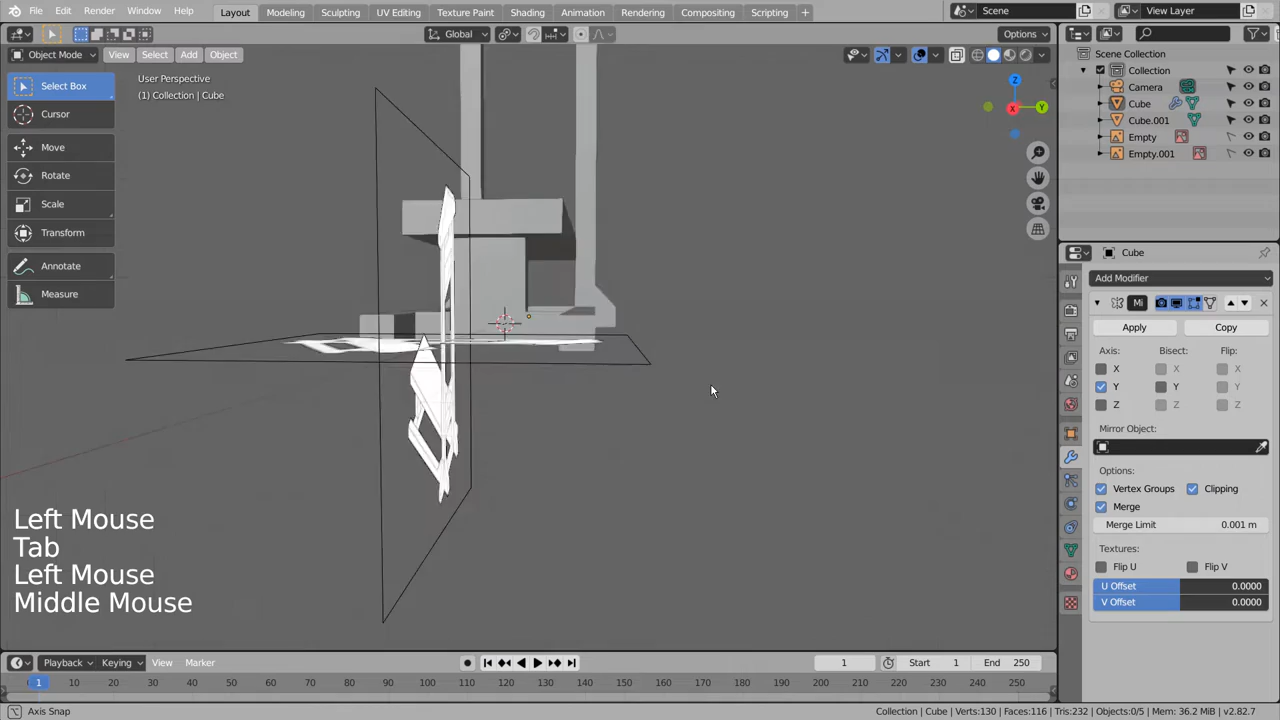 File Edit Render Window Help Layout Modeling Sculpting UV Editing Texture Paint Shading Animation Rendering Compositing Scripting + Scene View Layer
Global Options
Object Mode View Select Add Object
Scene Collection
Collection
Camera
Cube
Cube.001
Empty
Empty.001
User Perspective
(1) Collection | Cube
Z
X
Y
Select Box
Cursor
Move
Rotate
Scale
Transform
Annotate
Measure
Cube
Add Modifier
Mi
Apply Copy
Axis: Bisect: Flip:
X X X
Y Y Y
Z Z Z
Mirror Object:
Options:
Vertex Groups Clipping
Merge
Merge Limit 0.001 m
Textures:
Flip U Flip V
U Offset 0.0000
V Offset 0.0000
Left Mouse
Tab
Left Mouse
Middle Mouse
Playback Keying View Marker 1 Start 1 End 250
1 10 20 30 40 50 60 70 80 90 100 110 120 130 140 150 160 170 180 190 200 210 220 230 240 250
Axis Snap Collection | Cube | Verts:130 | Faces:116 | Tris:232 | Objects:0/5 | Mem: 36.2 MiB | v2.82.7